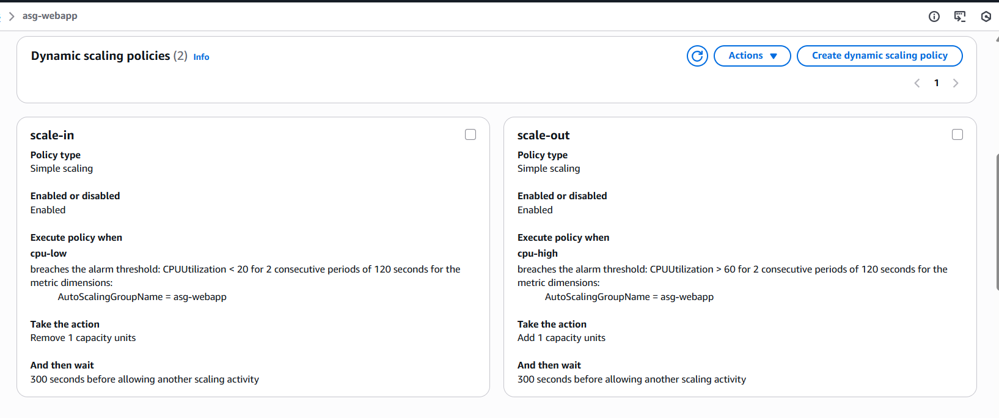 asg-webapp
Dynamic scaling policies (2) Info
Actions
Create dynamic scaling policy
1
scale-in
Policy type
Simple scaling
Enabled or disabled
Enabled
Execute policy when
cpu-low
breaches the alarm threshold: CPUUtilization < 20 for 2 consecutive periods of 120 seconds for the
metric dimensions:
AutoScalingGroupName = asg-webapp
Take the action
Remove 1 capacity units
And then wait
300 seconds before allowing another scaling activity
scale-out
Policy type
Simple scaling
Enabled or disabled
Enabled
Execute policy when
cpu-high
breaches the alarm threshold: CPUUtilization > 60 for 2 consecutive periods of 120 seconds for the
metric dimensions:
AutoScalingGroupName = asg-webapp
Take the action
Add 1 capacity units
And then wait
300 seconds before allowing another scaling activity